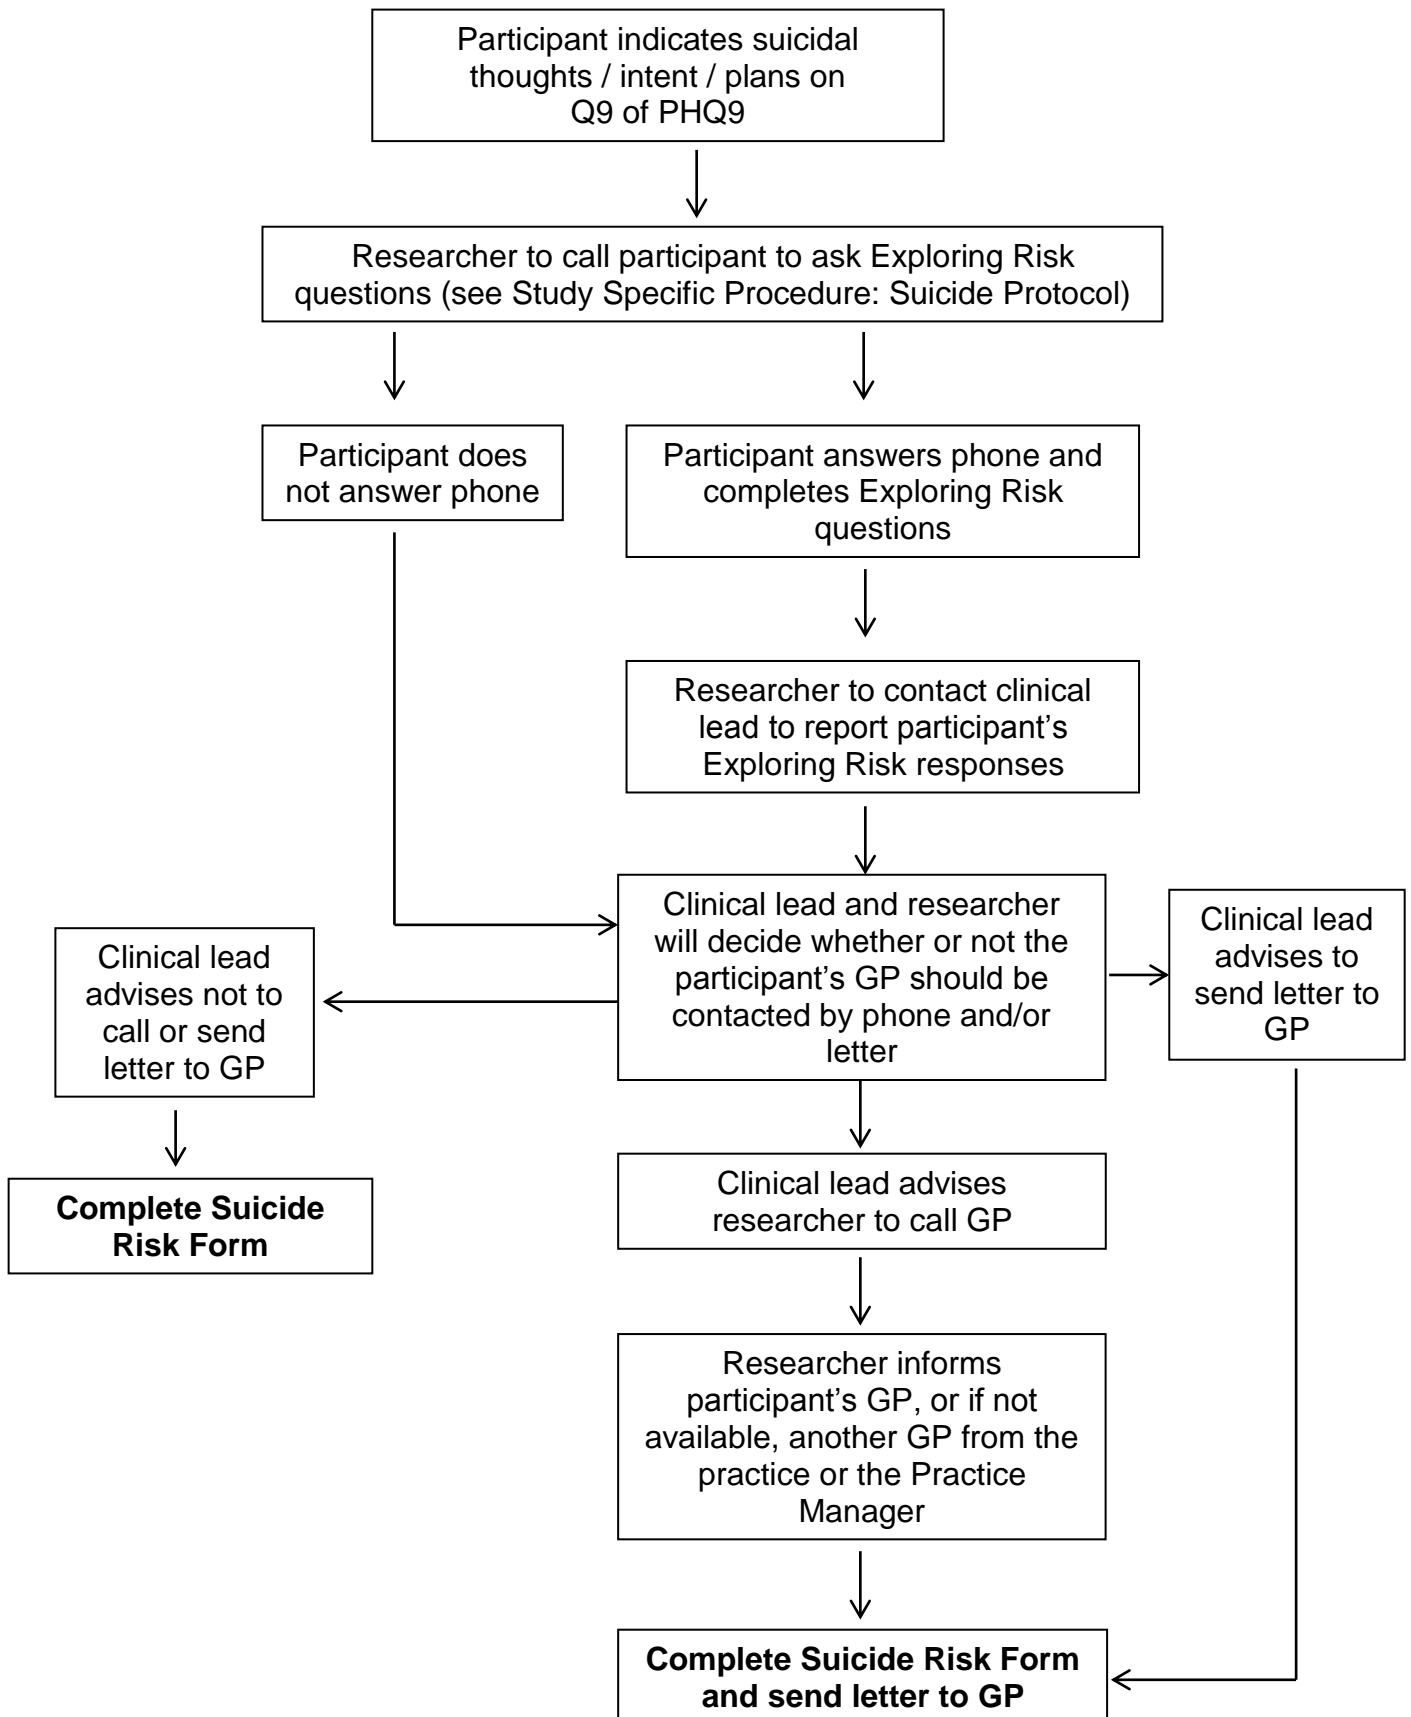 Participant indicates suicidal
thoughts / intent / plans on
Q9 of PHQ9
Researcher to call participant to ask Exploring Risk
questions (see Study Specific Procedure: Suicide Protocol)
Participant does
not answer phone
Participant answers phone and
completes Exploring Risk
questions
Researcher to contact clinical
lead to report participant’s
Exploring Risk responses
Clinical lead and researcher
will decide whether or not the
participant’s GP should be
contacted by phone and/or
letter
Clinical lead
advises to
send letter to
GP
Clinical lead
advises not to
call or send
letter to GP
Complete Suicide
Risk Form
Clinical lead advises
researcher to call GP
Researcher informs
participant’s GP, or if not
available, another GP from the
practice or the Practice
Manager
Complete Suicide Risk Form
and send letter to GP